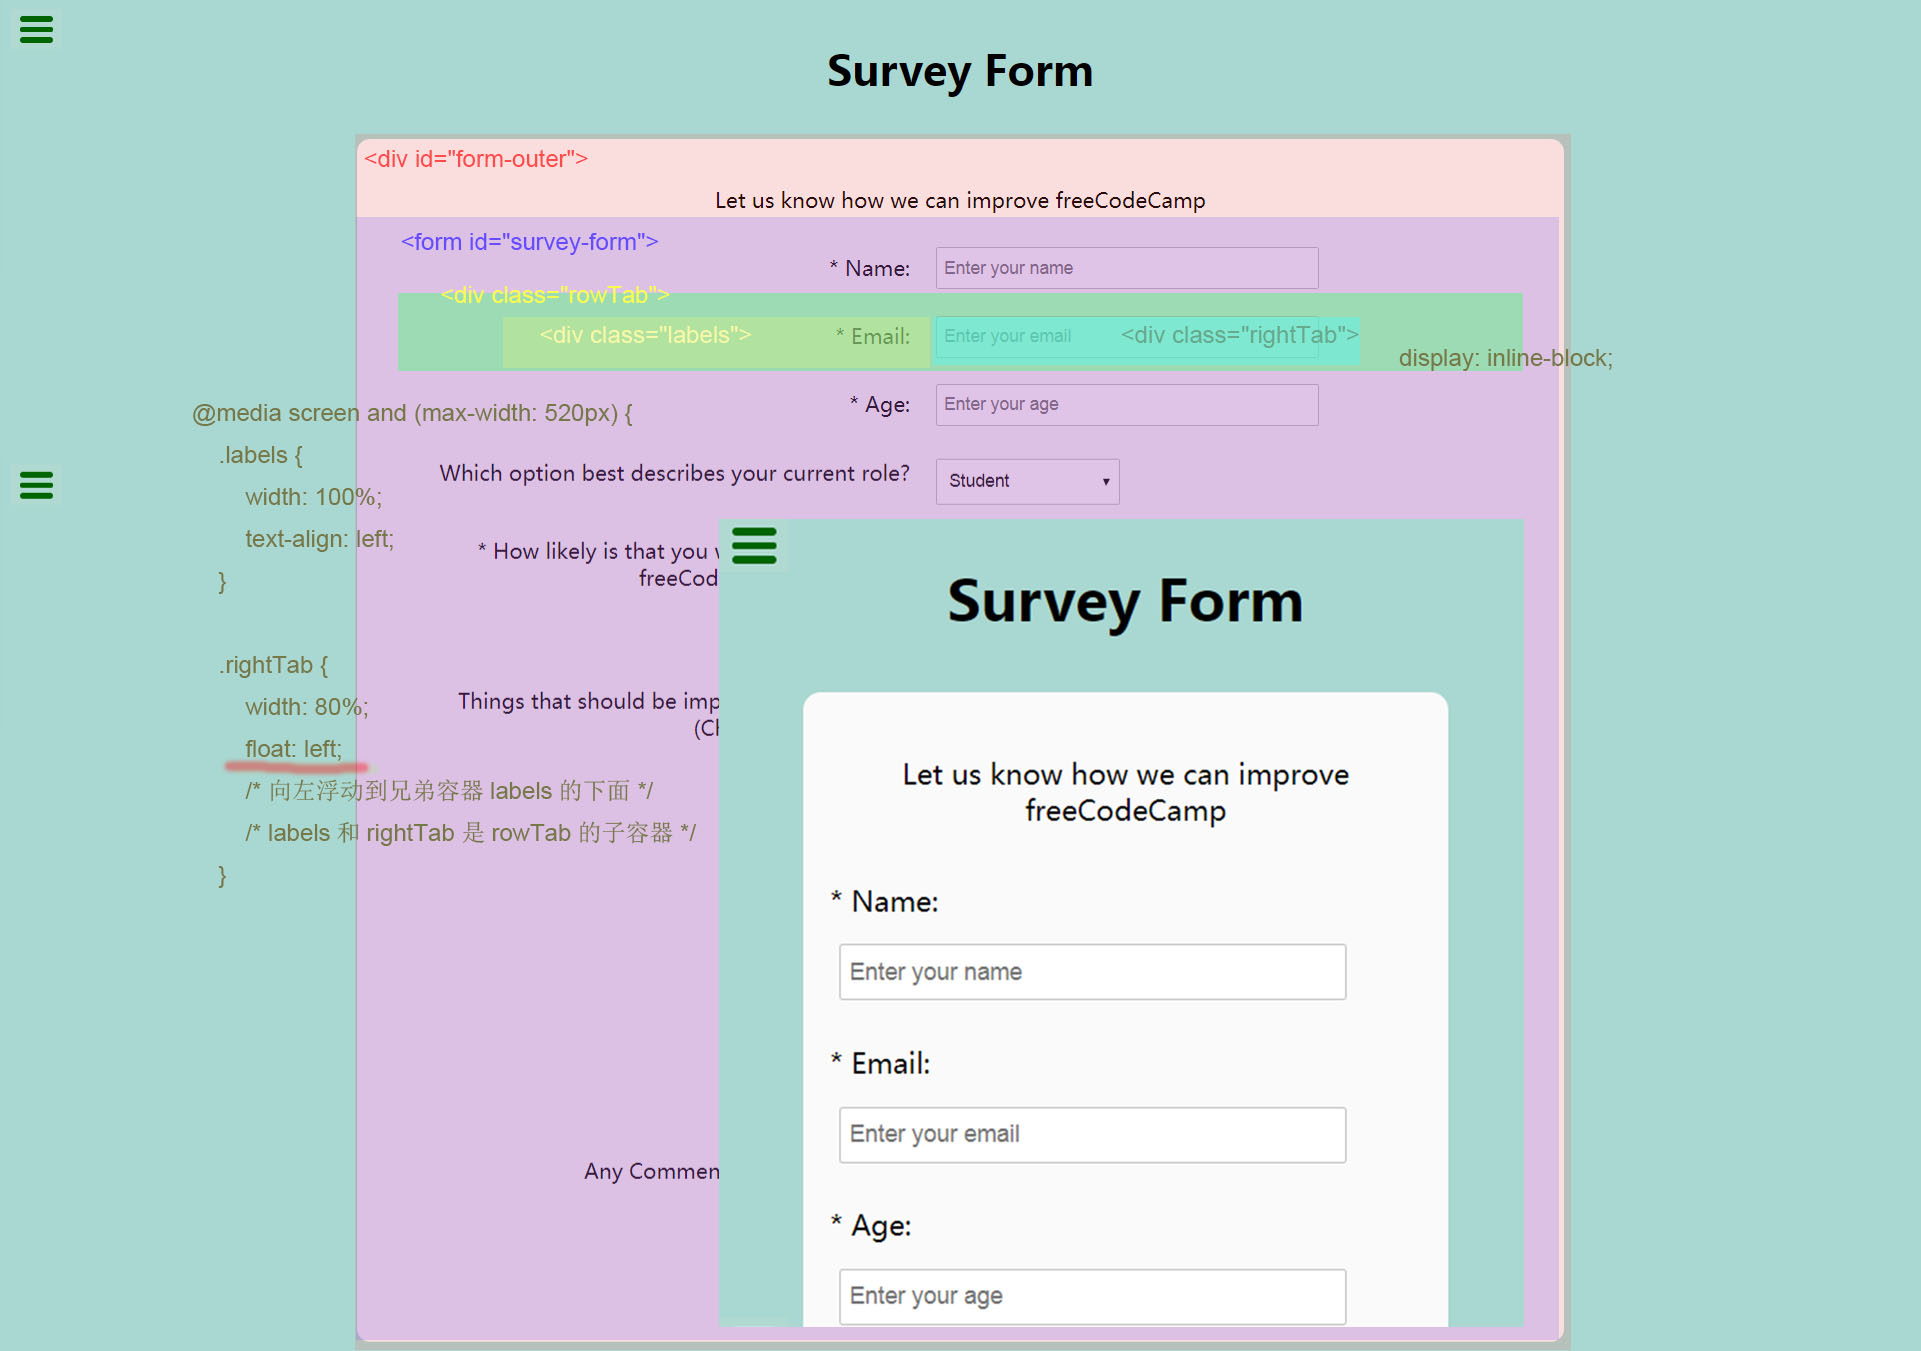 Survey Form
<div id="form-outer">
Let us know how we can improve freeCodeCamp
<form id="survey-form">
* Name:
Enter your name
<div class="rowTab">
<div class="labels">
* Email:
Enter your email
<div class="rightTab">
display: inline-block;
* Age:
Enter your age
Which option best describes your current role?
Student
@media screen and (max-width: 520px) {
.labels {
width: 100%;
text-align: left;
}
.rightTab {
width: 80%;
float: left;
/* 向左浮动到兄弟容器 labels 的下面 */
/* labels 和 rightTab 是 rowTab 的子容器 */
}
* How likely is that you
freeCod
Things that should be imp
(Ch
Any Commen
Survey Form
Let us know how we can improve
freeCodeCamp
* Name:
Enter your name
* Email:
Enter your email
* Age:
Enter your age